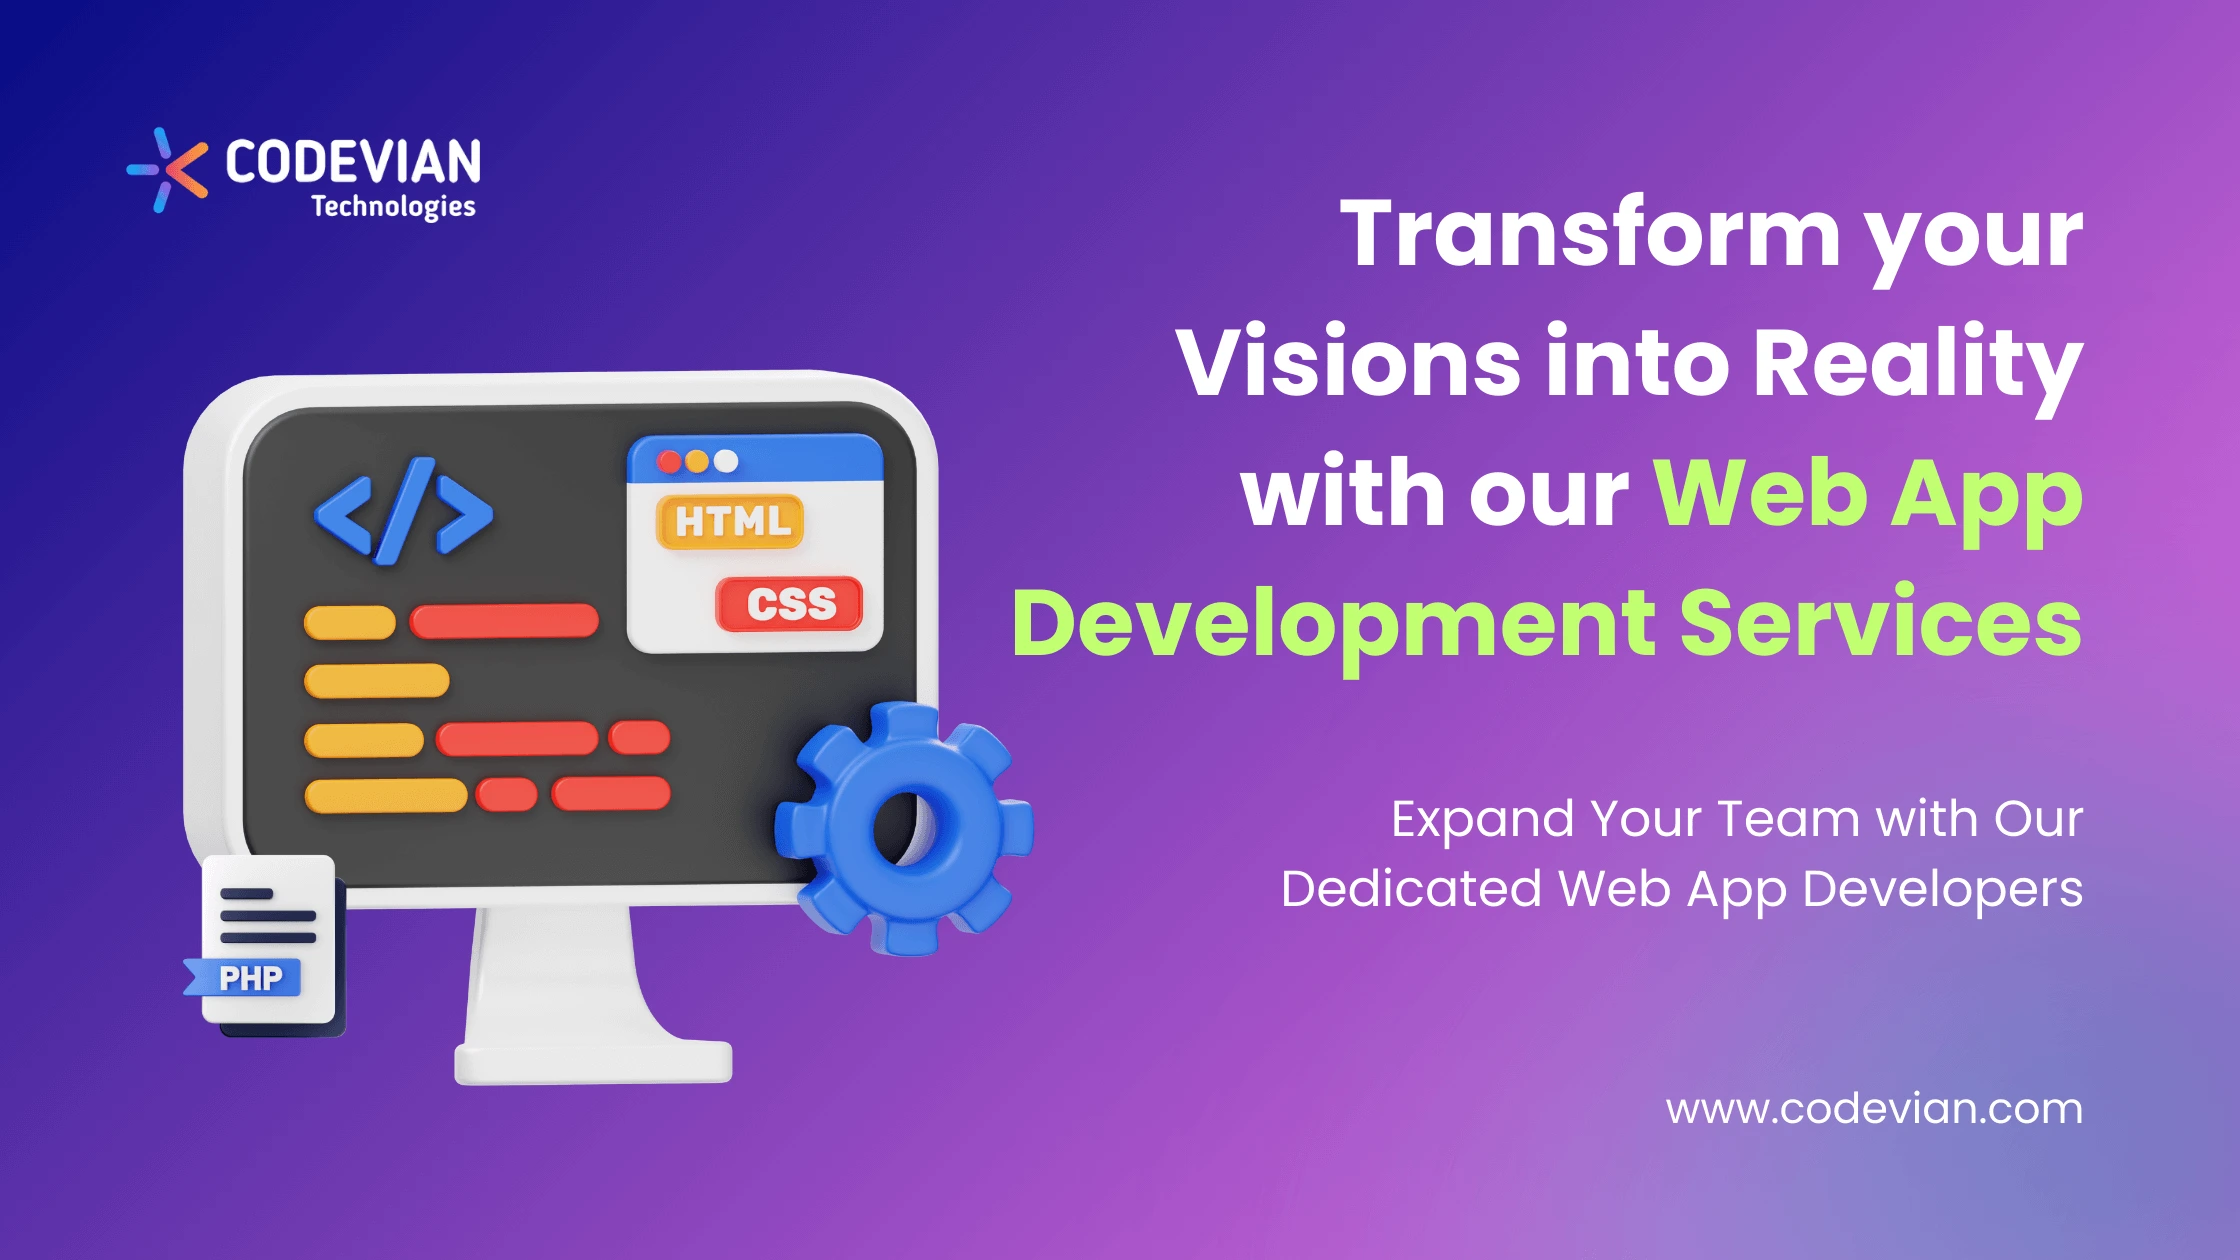 CODEVIAN
Technologies
Transform your
Visions into Reality
with our Web App
Development Services
</>
HTML
CSS
PHP
Expand Your Team with Our
Dedicated Web App Developers
www.codevian.com